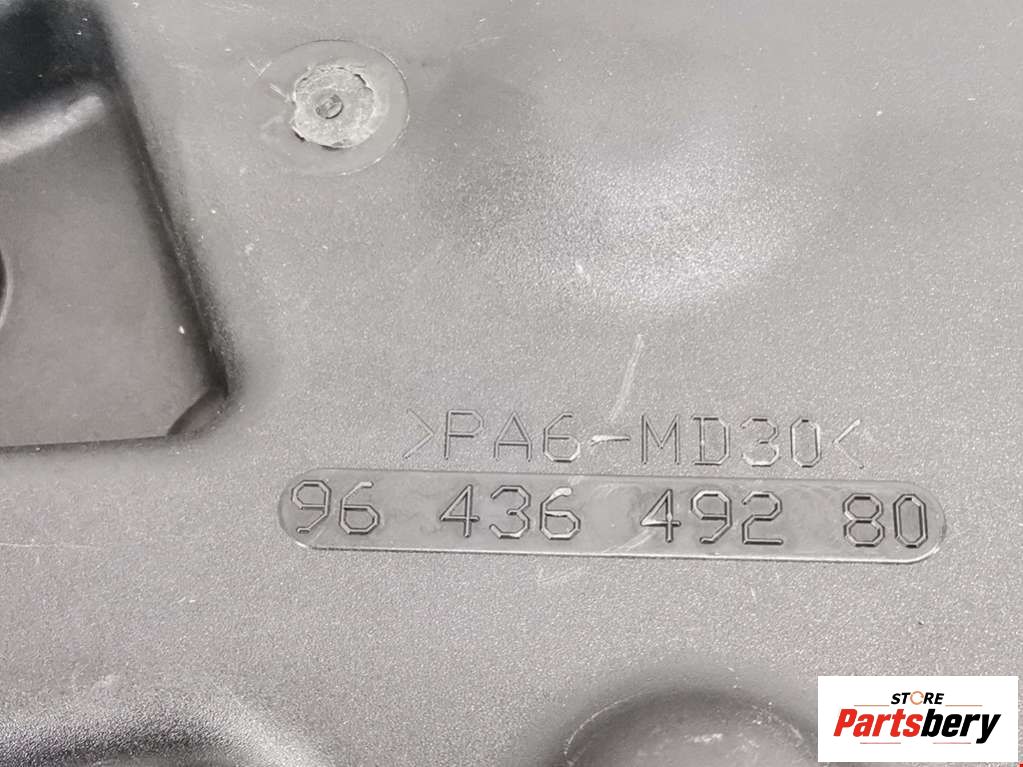 >PA6-MD30<
96 436 492 80
STORE
Partsbery